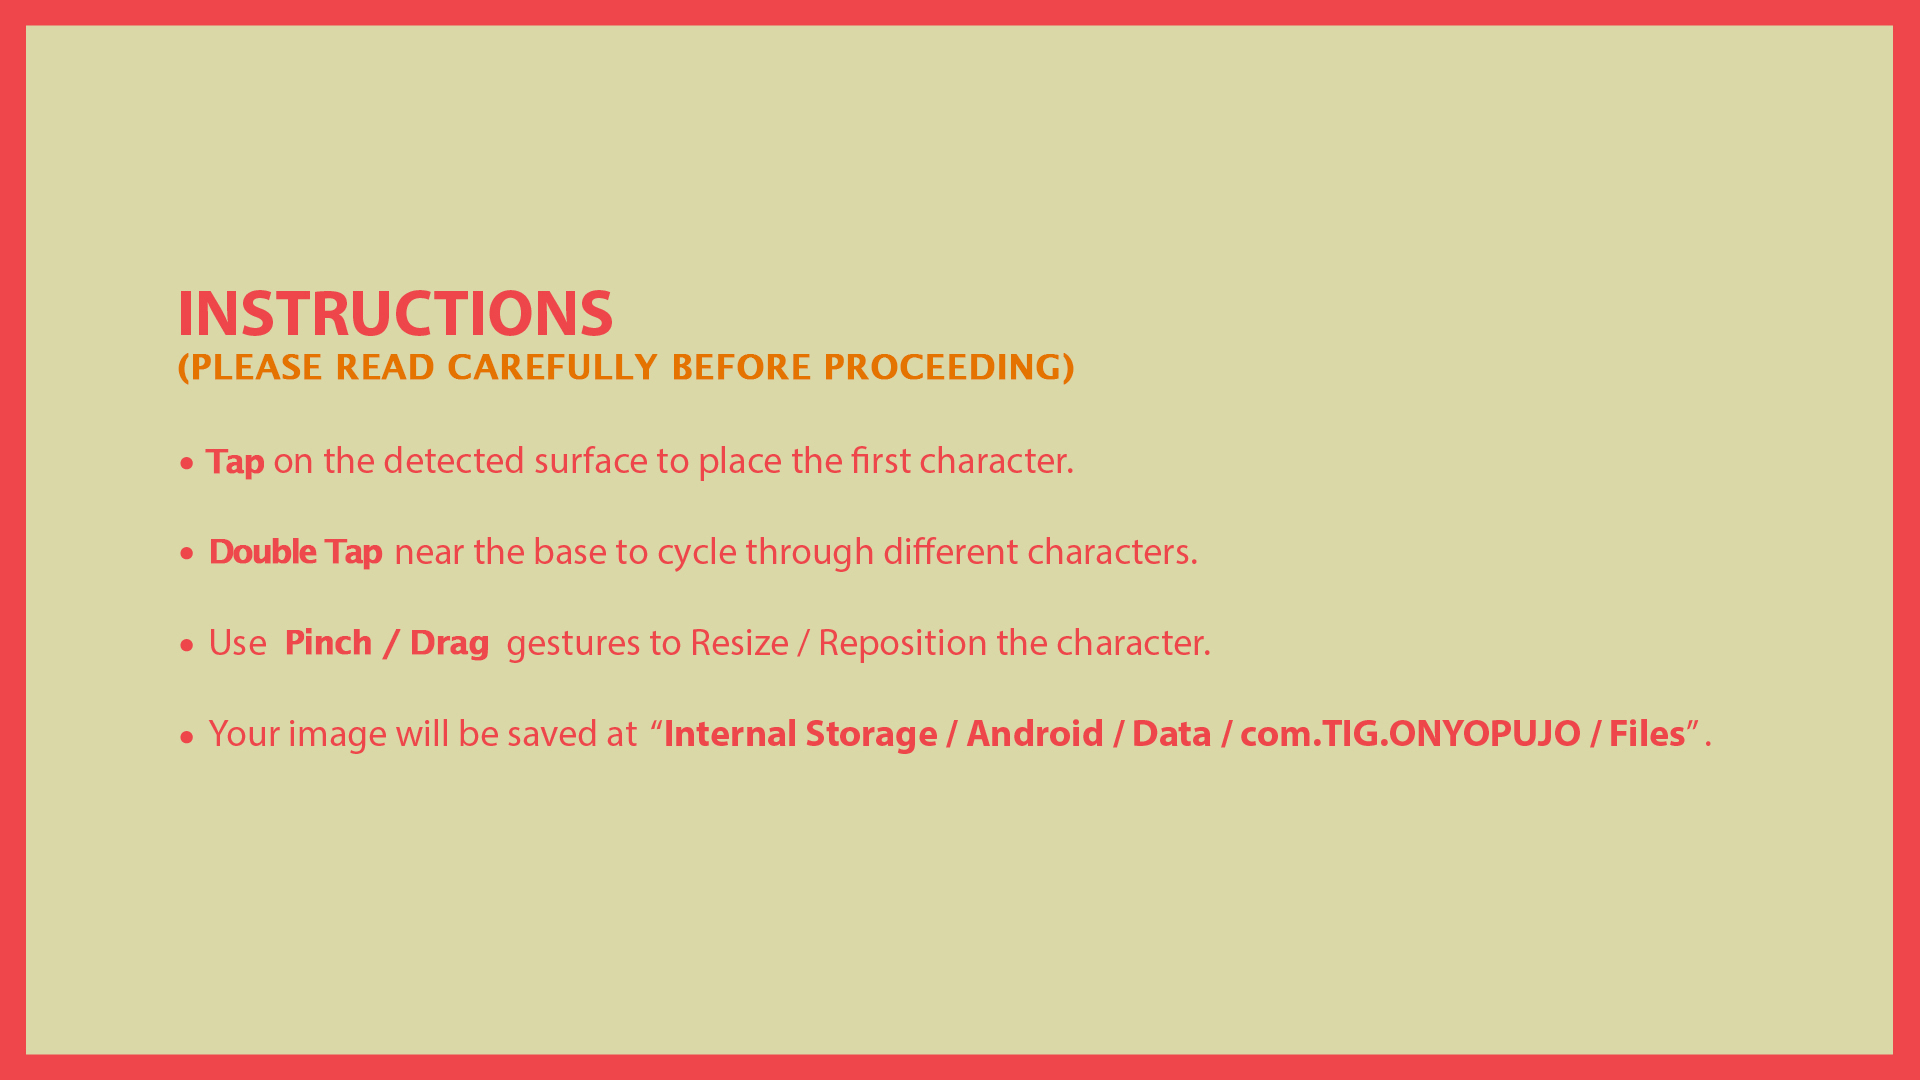 INSTRUCTIONS
(PLEASE READ CAREFULLY BEFORE PROCEEDING)
• Tap on the detected surface to place the first character.
• Double Tap near the base to cycle through different characters.
• Use Pinch / Drag gestures to Resize / Reposition the character.
• Your image will be saved at “Internal Storage / Android / Data / com.TIG.ONYOPUJO / Files” .